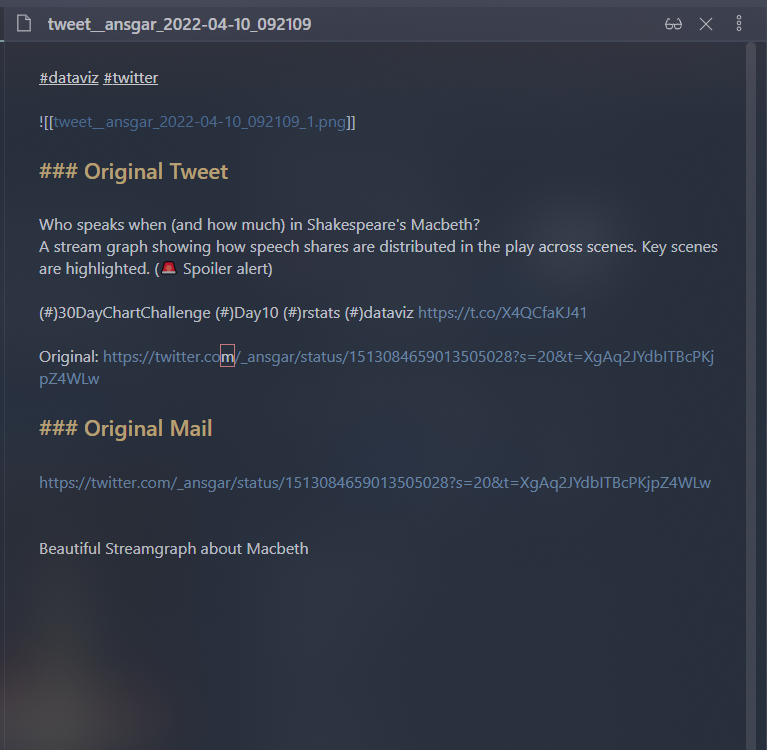 tweet__ansgar_2022-04-10_092109
#dataviz #twitter
![[tweet__ansgar_2022-04-10_092109_1.png]]
### Original Tweet
Who speaks when (and how much) in Shakespeare's Macbeth?
A stream graph showing how speech shares are distributed in the play across scenes. Key scenes
are highlighted. (🚨 Spoiler alert)
(#)30DayChartChallenge (#)Day10 (#)rstats (#)dataviz https://t.co/X4QCfaKJ41
Original: https://twitter.com/_ansgar/status/1513084659013505028?s=20&t=XgAq2JYdbITBcPKj
pZ4WLw
### Original Mail
https://twitter.com/_ansgar/status/1513084659013505028?s=20&t=XgAq2JYdbITBcPKjpZ4WLw
Beautiful Streamgraph about Macbeth